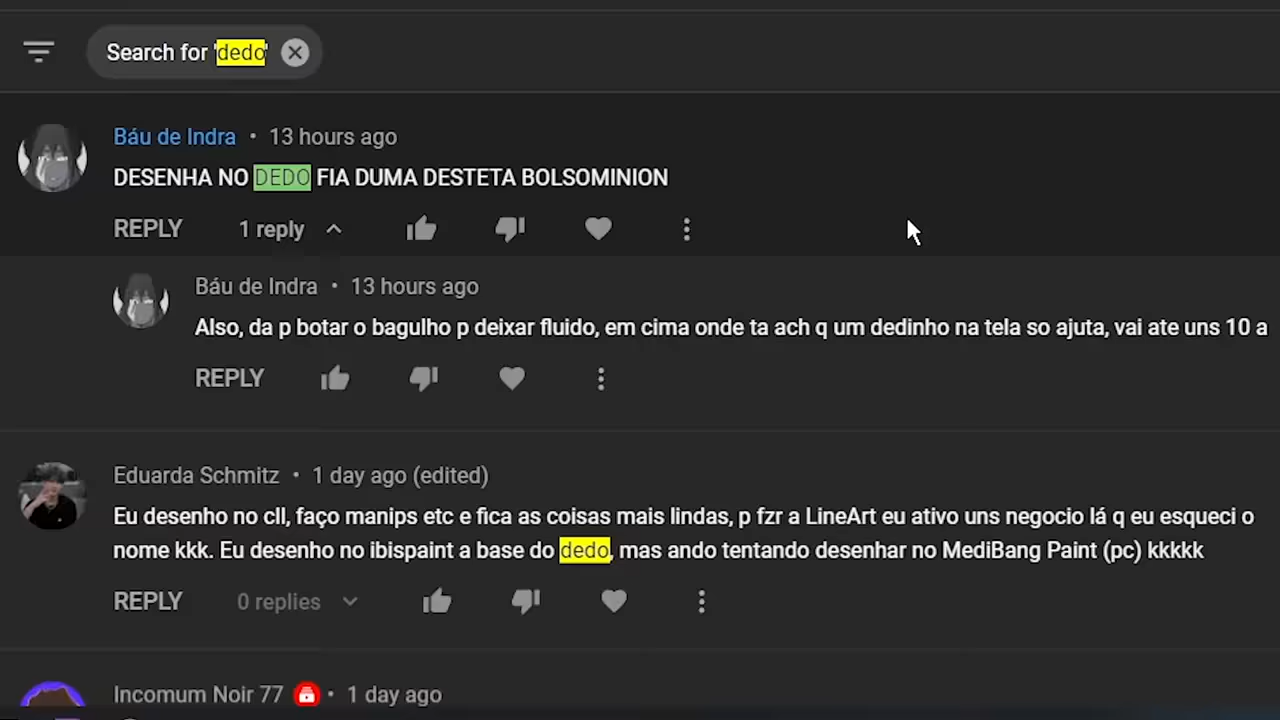 Search for 'dedo'
Báu de Indra • 13 hours ago
DESENHA NO DEDO FIA DUMA DESTETA BOLSOMINION
REPLY 1 reply
Báu de Indra • 13 hours ago
Also, da p botar o bagulho p deixar fluido, em cima onde ta ach q um dedinho na tela so ajuta, vai ate uns 10 a
REPLY
Eduarda Schmitz • 1 day ago (edited)
Eu desenho no cll, faço manips etc e fica as coisas mais lindas, p fzr a LineArt eu ativo uns negocio lá q eu esqueci o
nome kkk. Eu desenho no ibispaint a base do dedo, mas ando tentando desenhar no MediBang Paint (pc) kkkkk
REPLY 0 replies
Incomum Noir 77 • 1 day ago